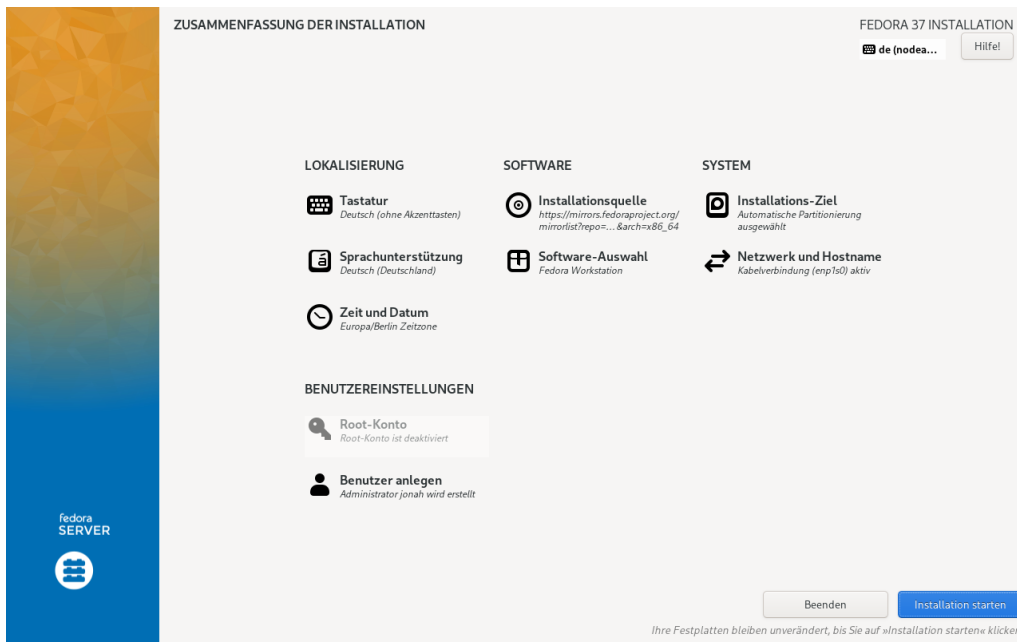 ZUSAMMENFASSUNG DER INSTALLATION
FEDORA 37 INSTALLATION
de (nodea...
Hilfe!
LOKALISIERUNG
Tastatur
Deutsch (ohne Akzenttasten)
Sprachunterstützung
Deutsch (Deutschland)
Zeit und Datum
Europa/Berlin Zeitzone
SOFTWARE
Installationsquelle
https://mirrors.fedoraproject.org/
mirrorlist?repo=...&arch=x86_64
Software-Auswahl
Fedora Workstation
SYSTEM
Installations-Ziel
Automatische Partitionierung
ausgewählt
Netzwerk und Hostname
Kabelverbindung (enp1s0) aktiv
BENUTZEREINSTELLUNGEN
Root-Konto
Root-Konto ist deaktiviert
Benutzer anlegen
Administrator jonah wird erstellt
fedora
SERVER
Beenden
Installation starten
Ihre Festplatten bleiben unverändert, bis Sie auf »Installation starten« klicken